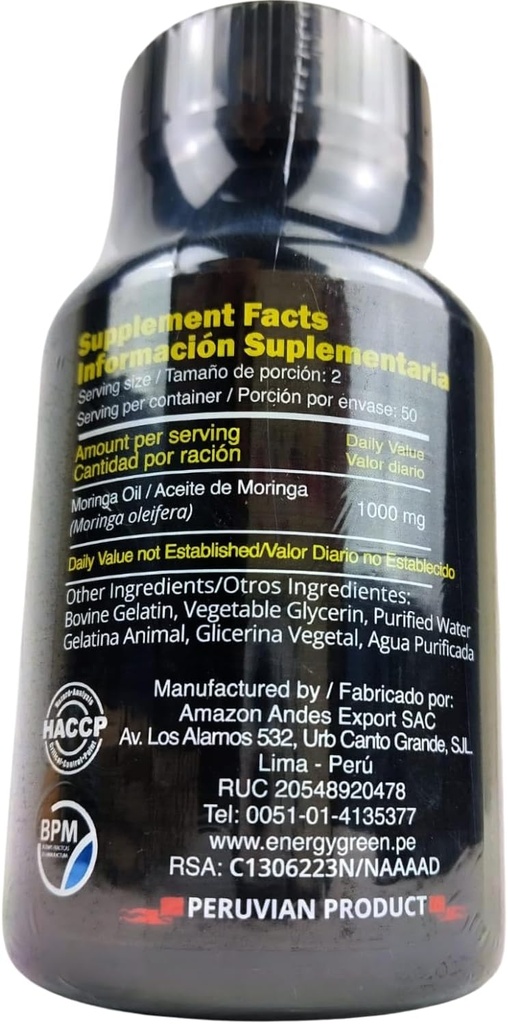 Supplement Facts
Información Suplementaria
Serving size / Tamaño de porción: 2
Serving per container / Porción por envase: 50
Amount per serving
Cantidad por ración
Daily Value
Valor diario
Moringa Oil / Aceite de Moringa
(Moringa oleifera)
1000 mg
Daily Value not Established/Valor Diario no Establecido
Other Ingredients/Otros Ingredientes:
Bovine Gelatin, Vegetable Glycerin, Purified Water
Gelatina Animal, Glicerina Vegetal, Agua Purificada
HACCP
BPM
Manufactured by / Fabricado por:
Amazon Andes Export SAC
Av. Los Alamos 532, Urb Canto Grande, SJL.
Lima - Perú
RUC 20548920478
Tel: 0051-01-4135377
www.energygreen.pe
RSA: C1306223N/NAAAAD
PERUVIAN PRODUCT